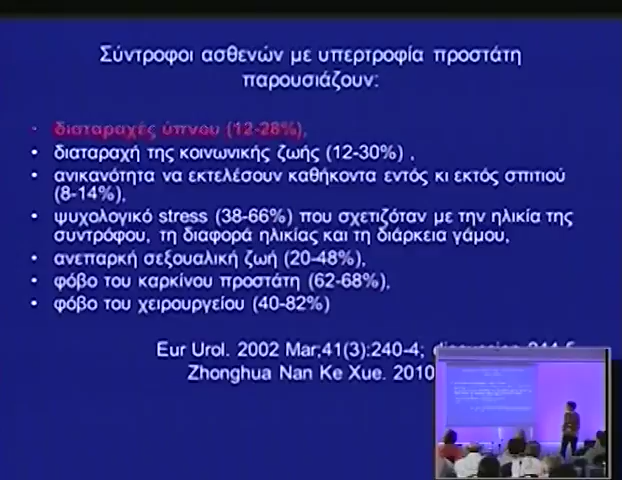 Σύντροφοι ασθενών με υπερτροφία προστάτη
παρουσιάζουν:
• διαταραχές ύπνου (12-28%),
• διαταραχή της κοινωνικής ζωής (12-30%) ,
• ανικανότητα να εκτελέσουν καθήκοντα εντός κι εκτός σπιτιού
(8-14%),
• ψυχολογικό stress (38-66%) που σχετιζόταν με την ηλικία της
συντρόφου, τη διαφορά ηλικίας και τη διάρκεια γάμου,
• ανεπαρκή σεξουαλική ζωή (20-48%),
• φόβο του καρκίνου προστάτη (62-68%),
• φόβο του χειρουργείου (40-82%)
Eur Urol. 2002 Mar;41(3):240-4;
Zhonghua Nan Ke Xue. 2010